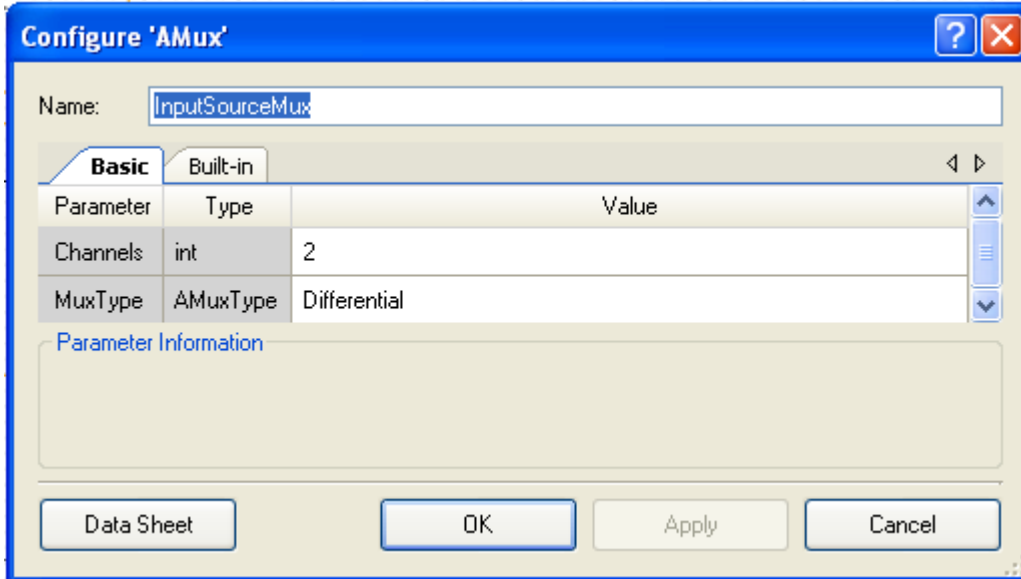 Configure 'AMux'
Name: InputSourceMux
Basic Built-in
Parameter Type Value
Channels int 2
MuxType AMuxType Differential
Parameter Information
Data Sheet OK Apply Cancel